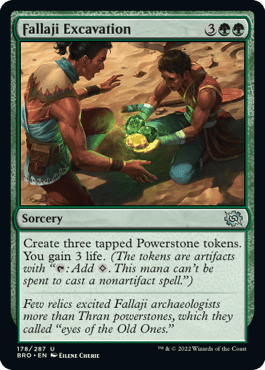 Fallaji Excavation 3
Sorcery
Create three tapped Powerstone tokens.
You gain 3 life. (The tokens are artifacts
with “: Add . This mana can't be
spent to cast a nonartifact spell.”)
Few relics excited Fallaji archaeologists
more than Thran powerstones, which they
called “eyes of the Old Ones.”
178/287 U
BRO • EN EILENE CHERIE
™ & © 2022 Wizards of the Coast